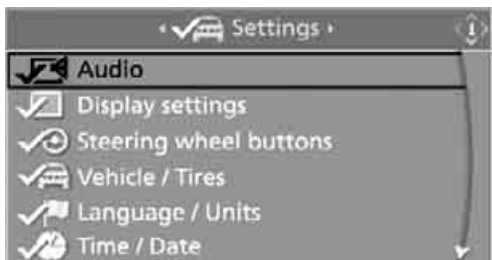 Settings
Audio
Display settings
Steering wheel buttons
Vehicle / Tires
Language / Units
Time / Date